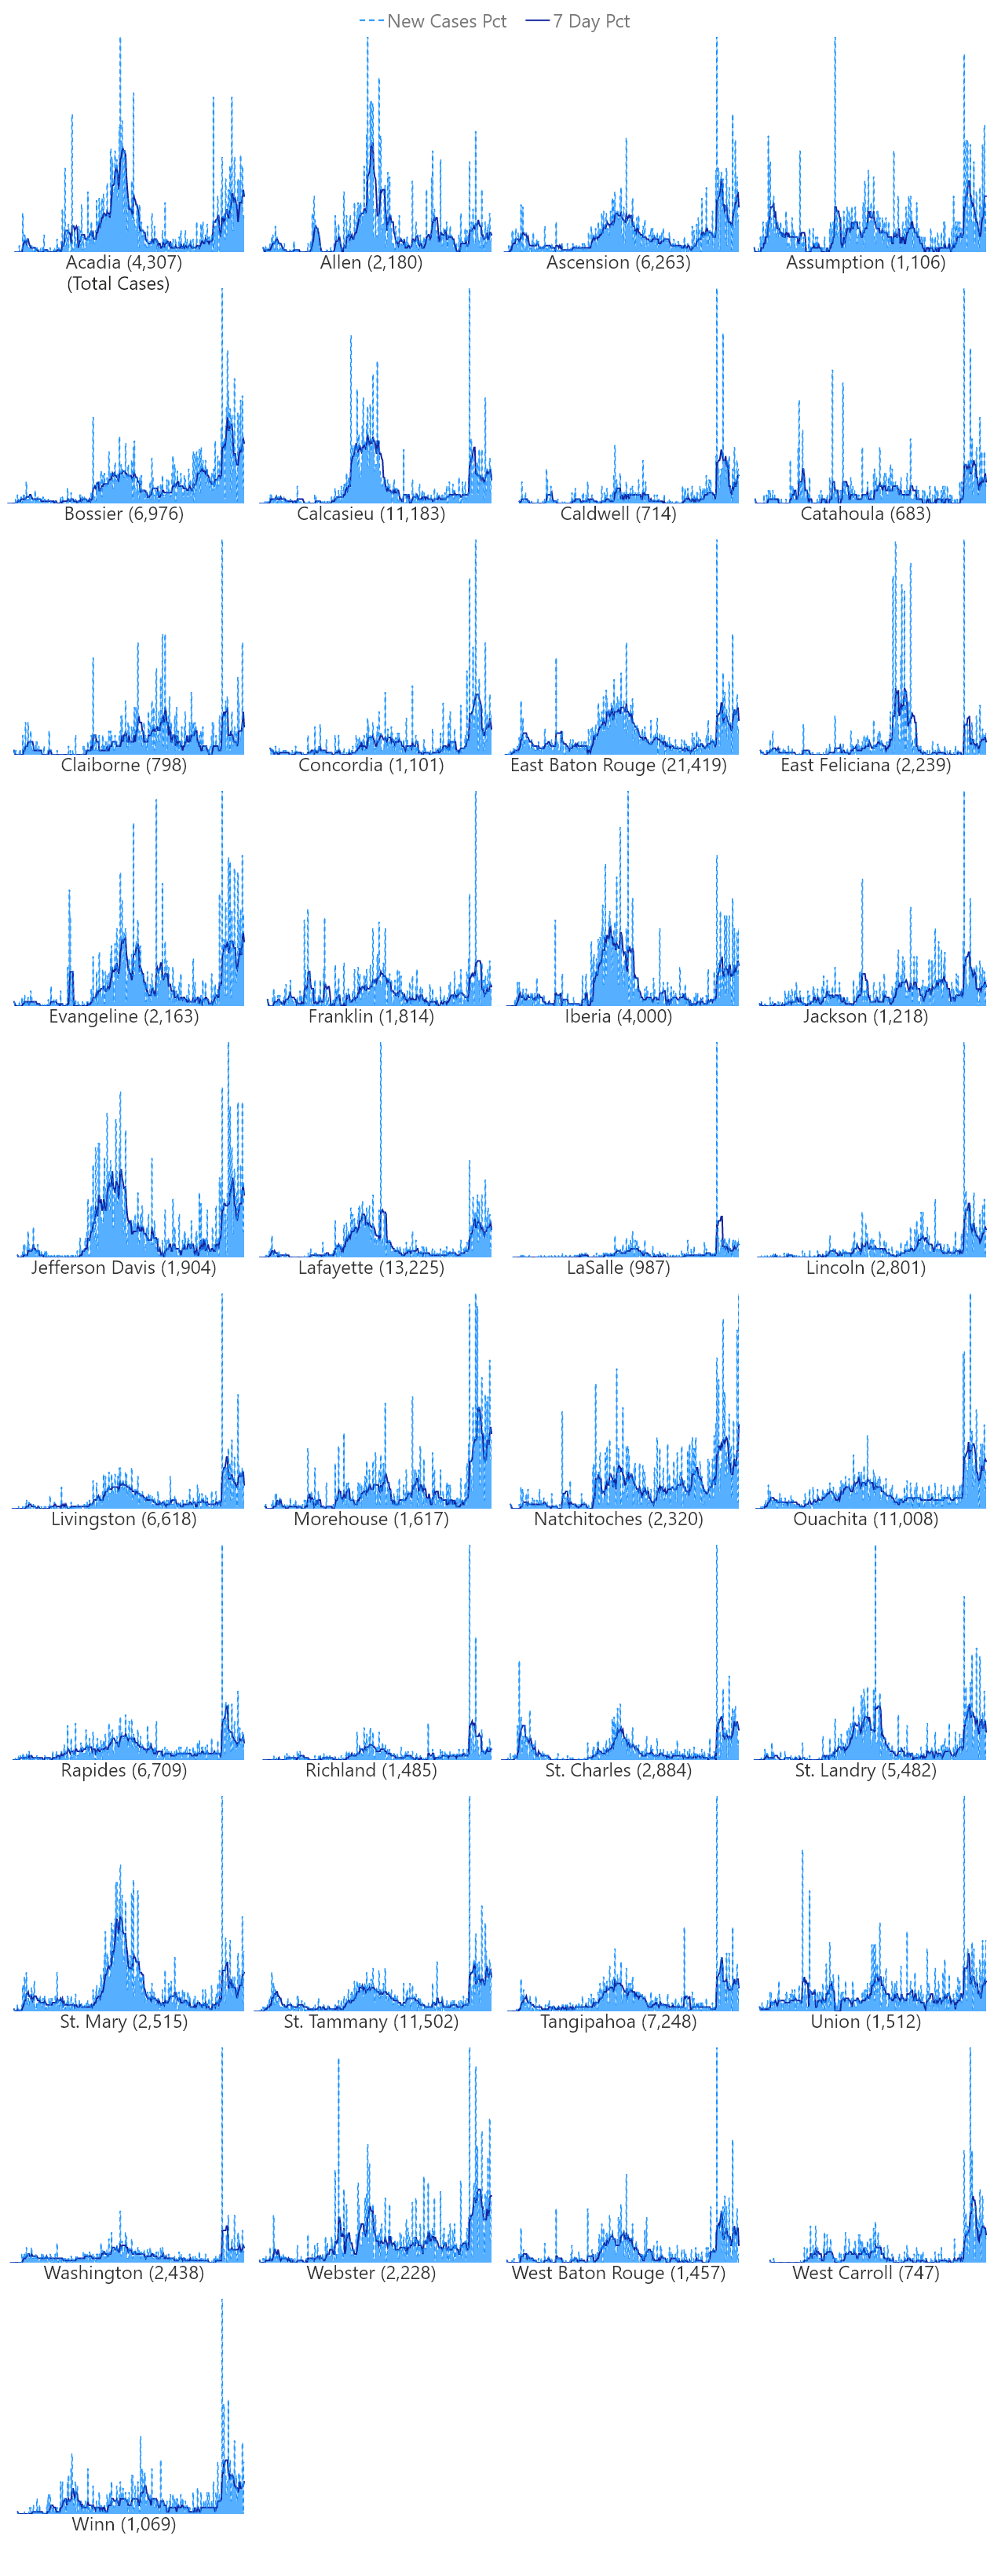 New Cases Pct 7 Day Pct
Acadia (4,307) Allen (2,180) Ascension (6,263) Assumption (1,106)
(Total Cases)
Bossier (6,976) Calcasieu (11,183) Caldwell (714) Catahoula (683)
Claiborne (798) Concordia (1,101) East Baton Rouge (21,419) East Feliciana (2,239)
Evangeline (2,163) Franklin (1,814) Iberia (4,000) Jackson (1,218)
Jefferson Davis (1,904) Lafayette (13,225) LaSalle (987) Lincoln (2,801)
Livingston (6,618) Morehouse (1,617) Natchitoches (2,320) Ouachita (11,008)
Rapides (6,709) Richland (1,485) St. Charles (2,884) St. Landry (5,482)
St. Mary (2,515) St. Tammany (11,502) Tangipahoa (7,248) Union (1,512)
Washington (2,438) Webster (2,228) West Baton Rouge (1,457) West Carroll (747)
Winn (1,069)